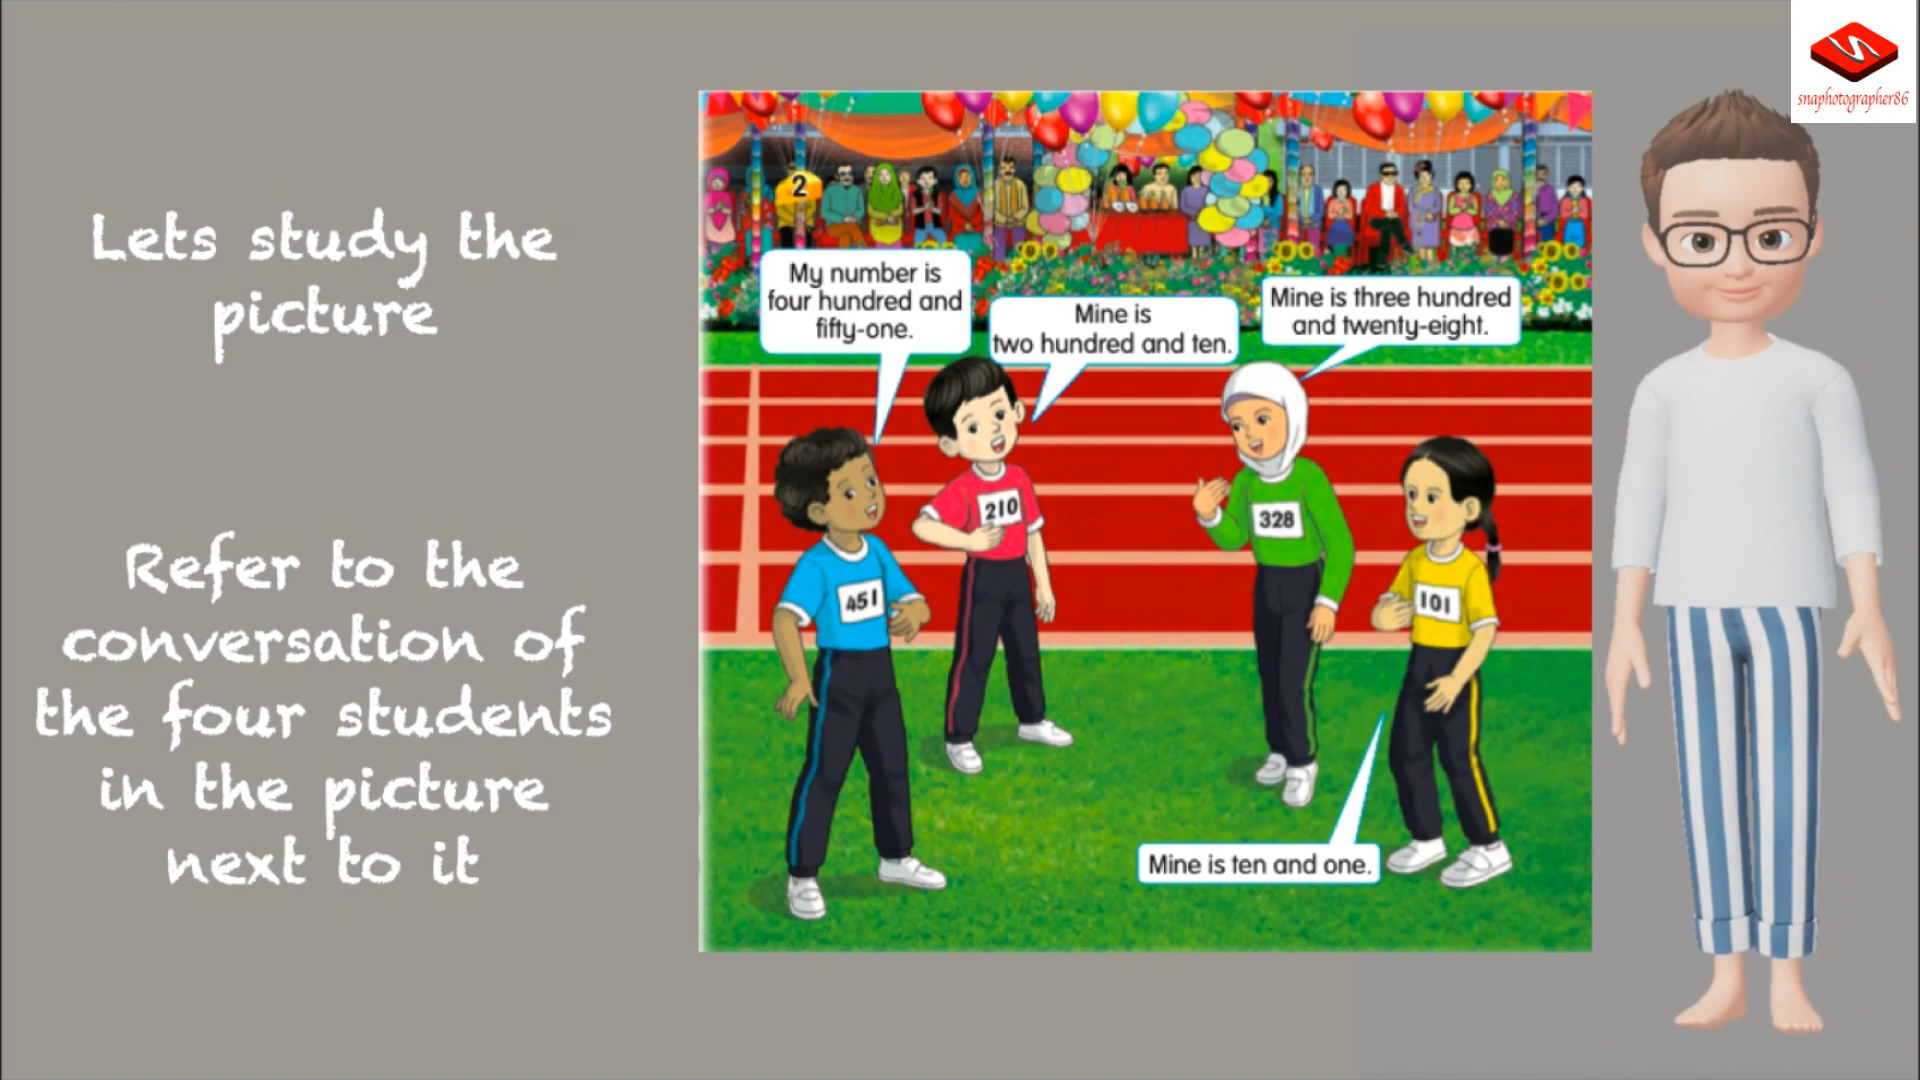 snaphotographer86
Lets study the
picture
Refer to the
conversation of
the four students
in the picture
next to it
2
My number is
four hundred and
fifty-one.
Mine is
two hundred and ten.
Mine is three hundred
and twenty-eight.
210
328
451
101
Mine is ten and one.